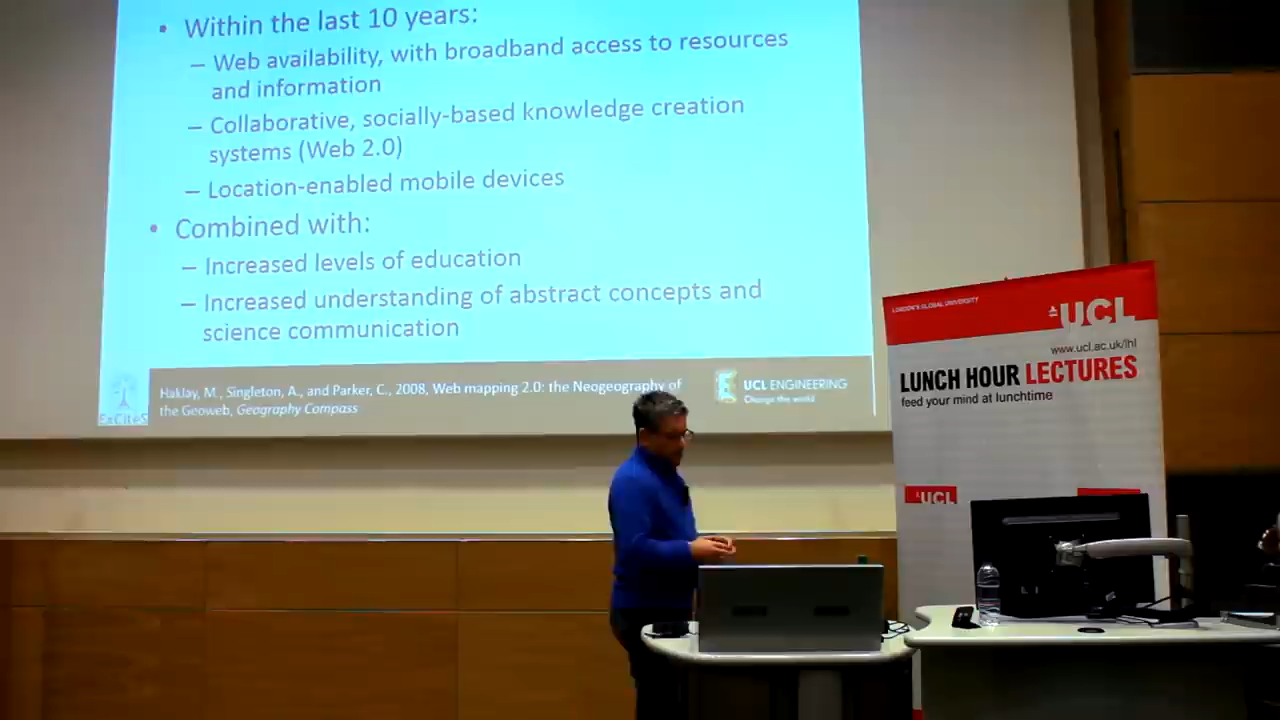 • Within the last 10 years:
– Web availability, with broadband access to resources
and information
– Collaborative, socially-based knowledge creation
systems (Web 2.0)
– Location-enabled mobile devices
• Combined with:
– Increased levels of education
– Increased understanding of abstract concepts and
science communication
ExCiteS
Haklay, M., Singleton, A., and Parker, C., 2008, Web mapping 2.0: the Neogeography of
the Geoweb, Geography Compass
UCL ENGINEERING
Change the world
LONDON'S GLOBAL UNIVERSITY
UCL
www.ucl.ac.uk/lhl
LUNCH HOUR LECTURES
feed your mind at lunchtime
UCL